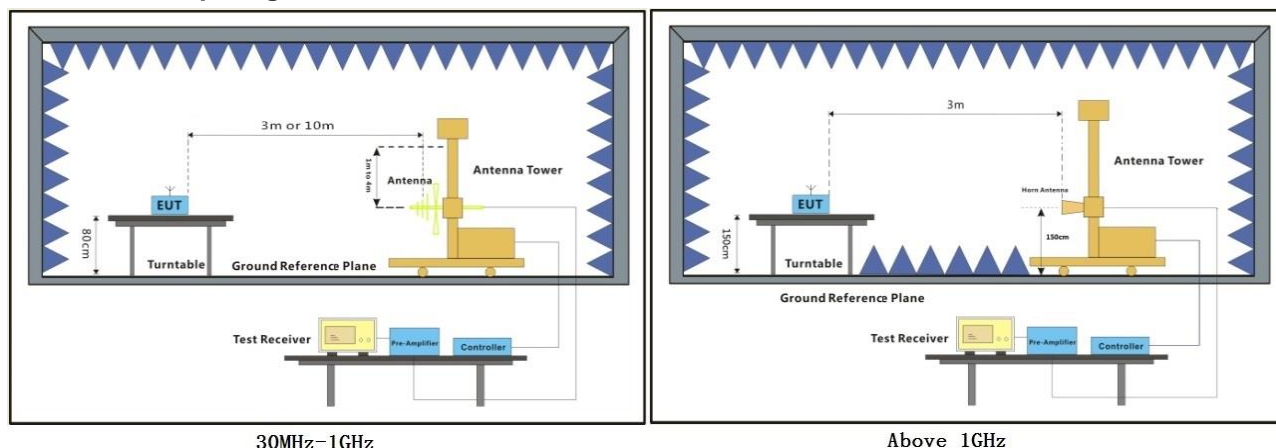 3m or 10m
1m to 4m
Antenna
Antenna Tower
EUT
80cm
Turntable
Ground Reference Plane
Test Receiver
Pre-Amplifier
Controller
30MHz-1GHz
3m
Antenna Tower
Horn Antenna
EUT
150cm
150cm
Turntable
Ground Reference Plane
Test Receiver
Pre-Amplifier
Controller
Above 1GHz